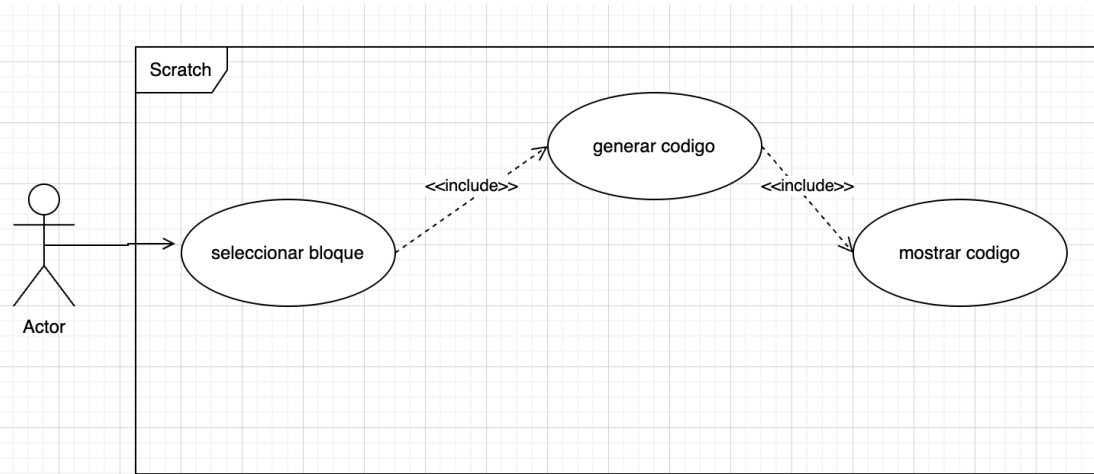 Scratch
generar codigo
<<include>>
<<include>>
seleccionar bloque
mostrar codigo
Actor